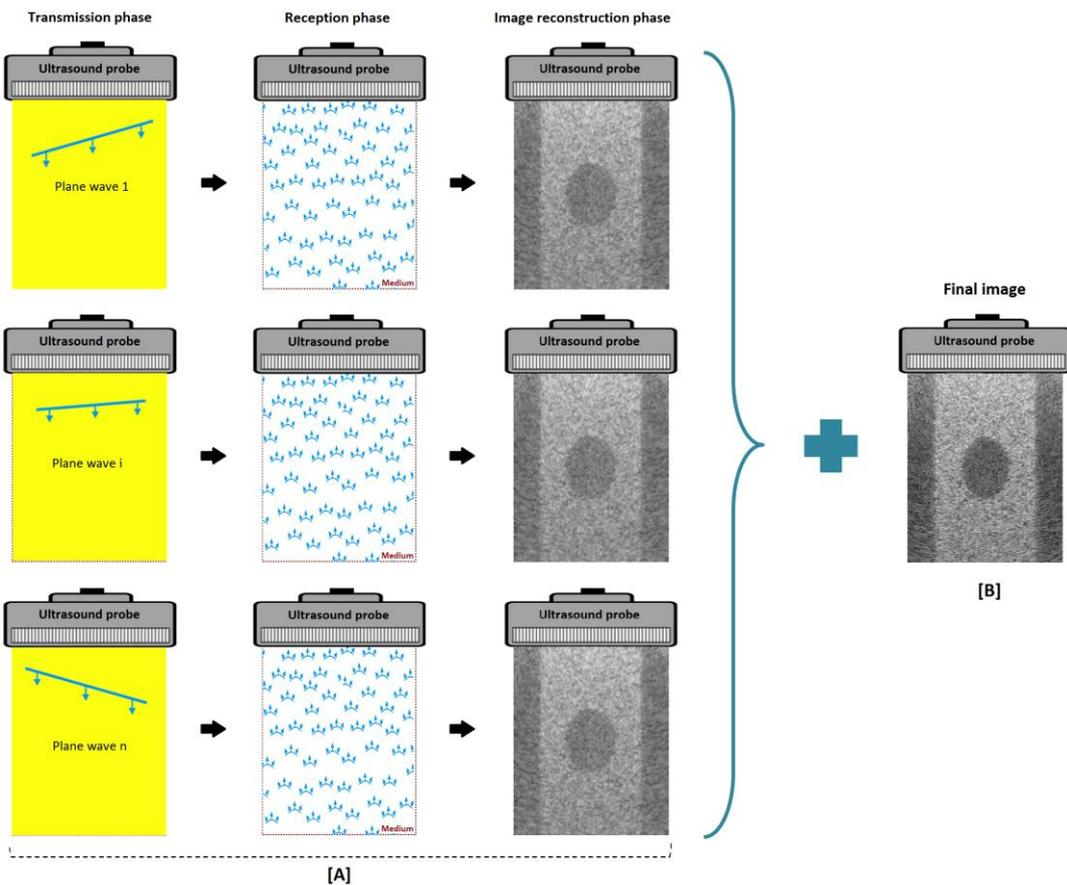 Transmission phase
Reception phase
Image reconstruction phase
Ultrasound probe
Ultrasound probe
Ultrasound probe
Plane wave 1
Medium
Final image
Ultrasound probe
Ultrasound probe
Ultrasound probe
Ultrasound probe
Plane wave i
Medium
[B]
Ultrasound probe
Ultrasound probe
Ultrasound probe
Plane wave n
Medium
[A]